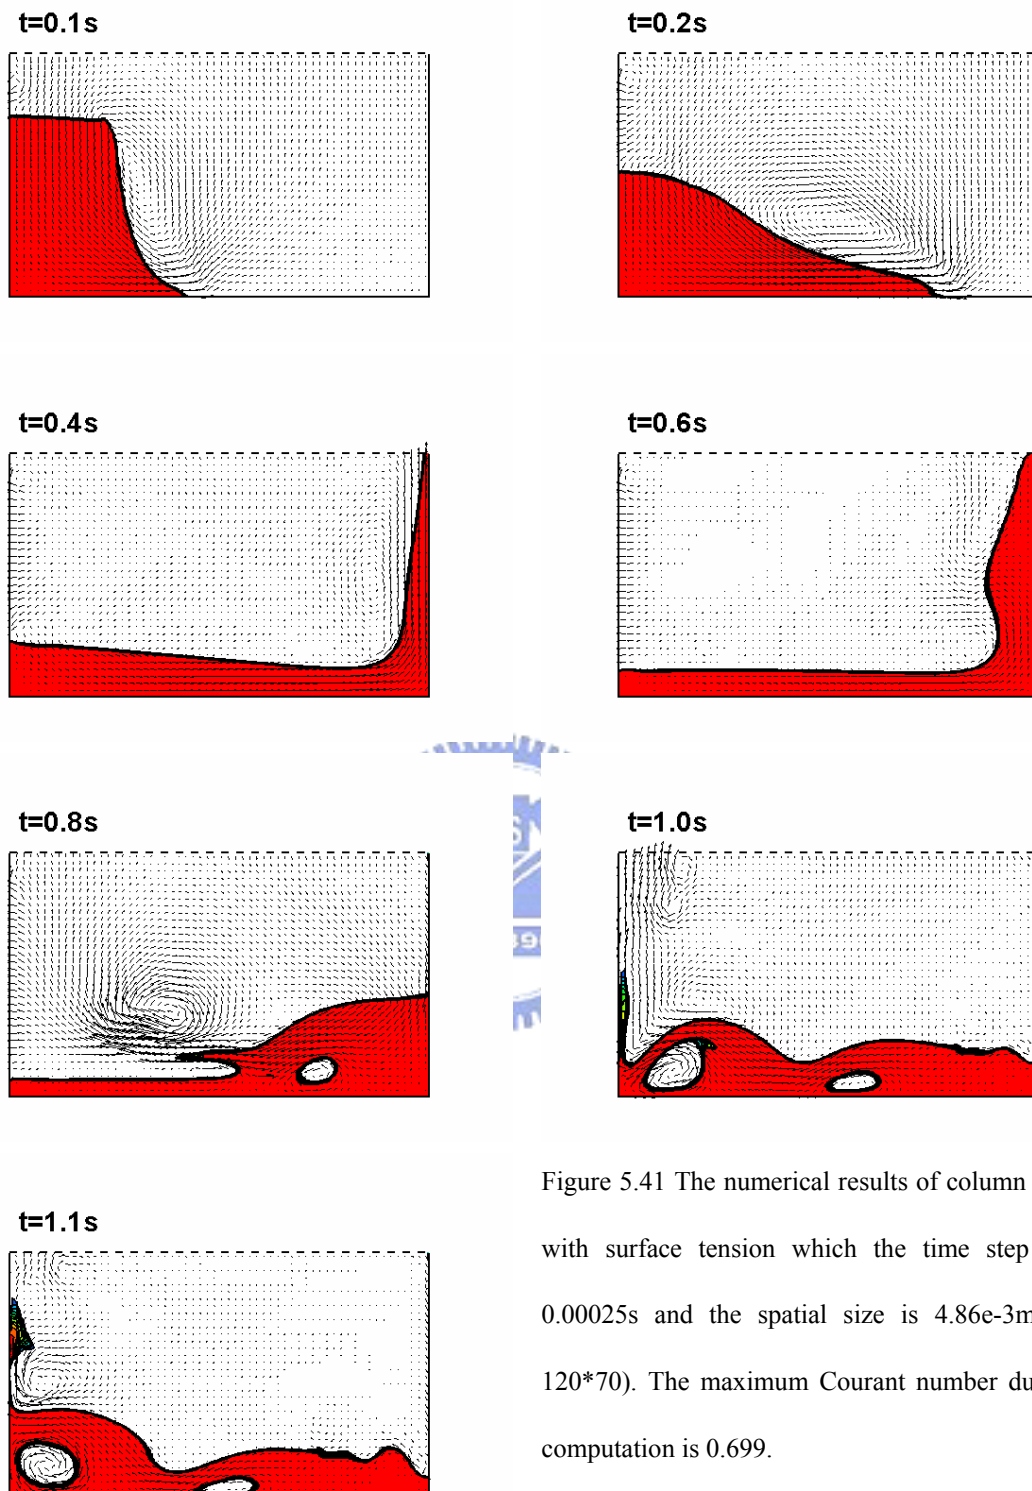 t=0.1s
t=0.2s
t=0.4s
t=0.6s
t=0.8s
t=1.0s
t=1.1s
Figure 5.41 The numerical results of column
with surface tension which the time step
0.00025s and the spatial size is 4.86e-3m
120*70). The maximum Courant number du
computation is 0.699.